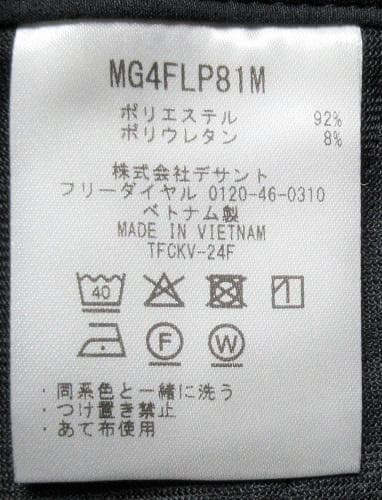 MG4FLP81M
ポリエステル 92%
ポリウレタン 8%
株式会社デサント
フリーダイヤル 0120-46-0310
ベトナム製
MADE IN VIETNAM
TFCKV-24F
40
F W
・同系色と一緒に洗う
・つけ置き禁止
・あて布使用